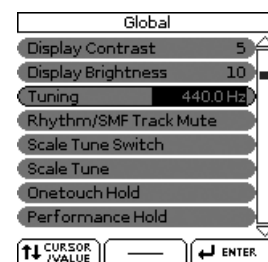 Global
Display Contrast 5
Display Brightness 10
Tuning 440.0 Hz
Rhythm/SMF Track Mute
Scale Tune Switch
Scale Tune
Onetouch Hold
Performance Hold
CURSOR
/VALUE
ENTER